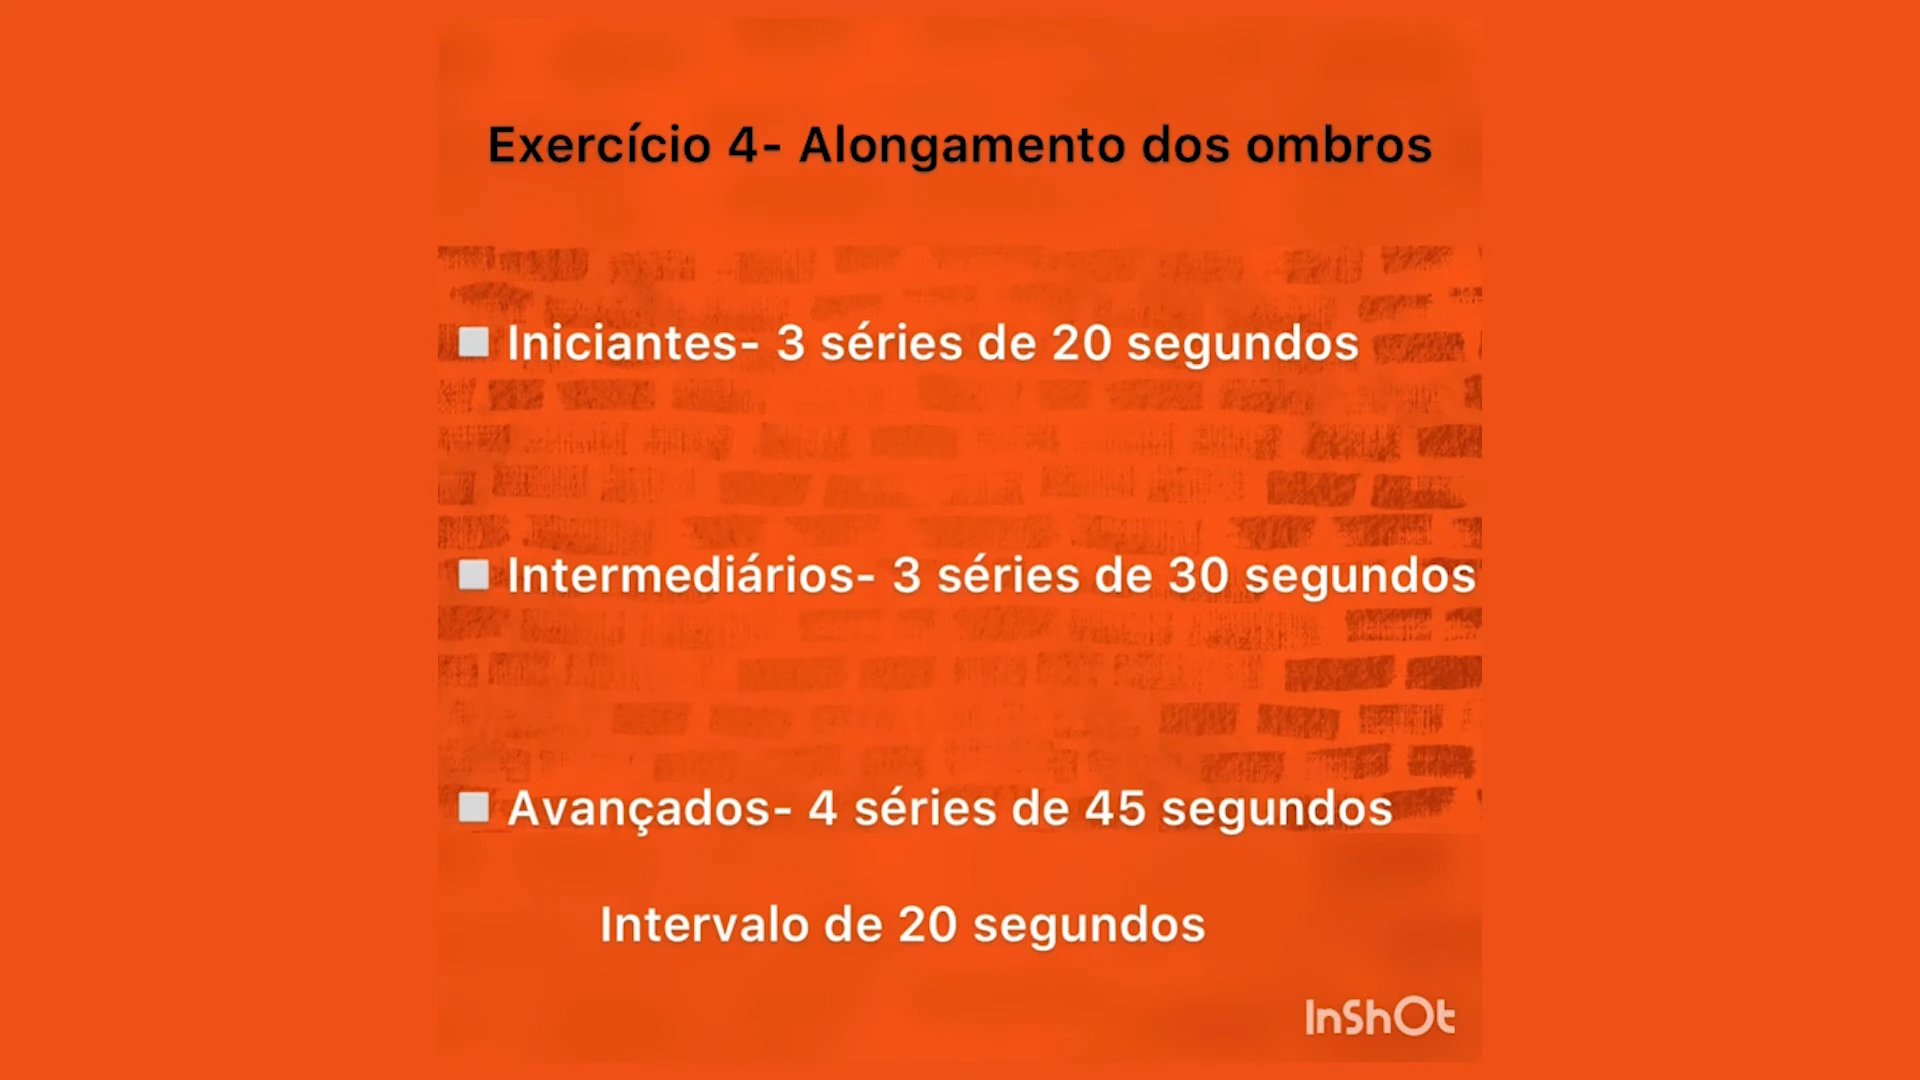 Exercício 4- Alongamento dos ombros
Iniciantes- 3 séries de 20 segundos
Intermediários- 3 séries de 30 segundos
Avançados- 4 séries de 45 segundos
Intervalo de 20 segundos
InShOt